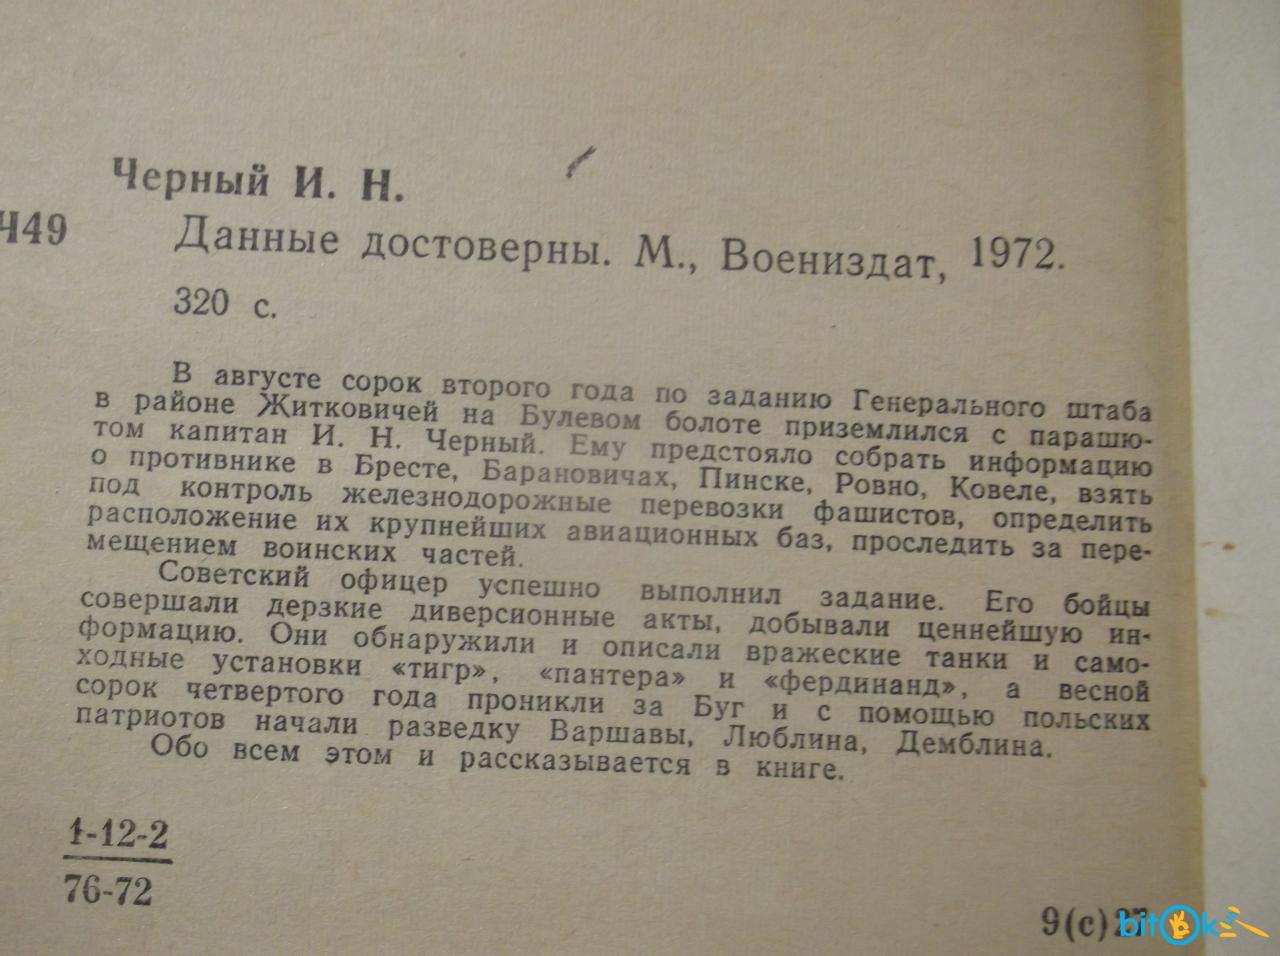 Черный И. Н.
Ч49 Данные достоверны. М., Воениздат, 1972.
320 с.
В августе сорок второго года по заданию Генерального штаба
в районе Житковичей на Булевом болоте приземлился с парашю-
том капитан И. Н. Черный. Ему предстояло собрать информацию
о противнике в Бресте, Барановичах, Пинске, Ровно, Ковеле, взять
под контроль железнодорожные перевозки фашистов, определить
расположение их крупнейших авиационных баз, проследить за пере-
мещением воинских частей.
Советский офицер успешно выполнил задание. Его бойцы
совершали дерзкие диверсионные акты, добывали ценнейшую ин-
формацию. Они обнаружили и описали вражеские танки и само-
ходные установки «тигр», «пантера» и «фердинанд», а весной
сорок четвертого года проникли за Буг и с помощью польских
патриотов начали разведку Варшавы, Люблина, Демблина.
Обо всем этом и рассказывается в книге.
1-12-2
76-72
9(с)27
bitok